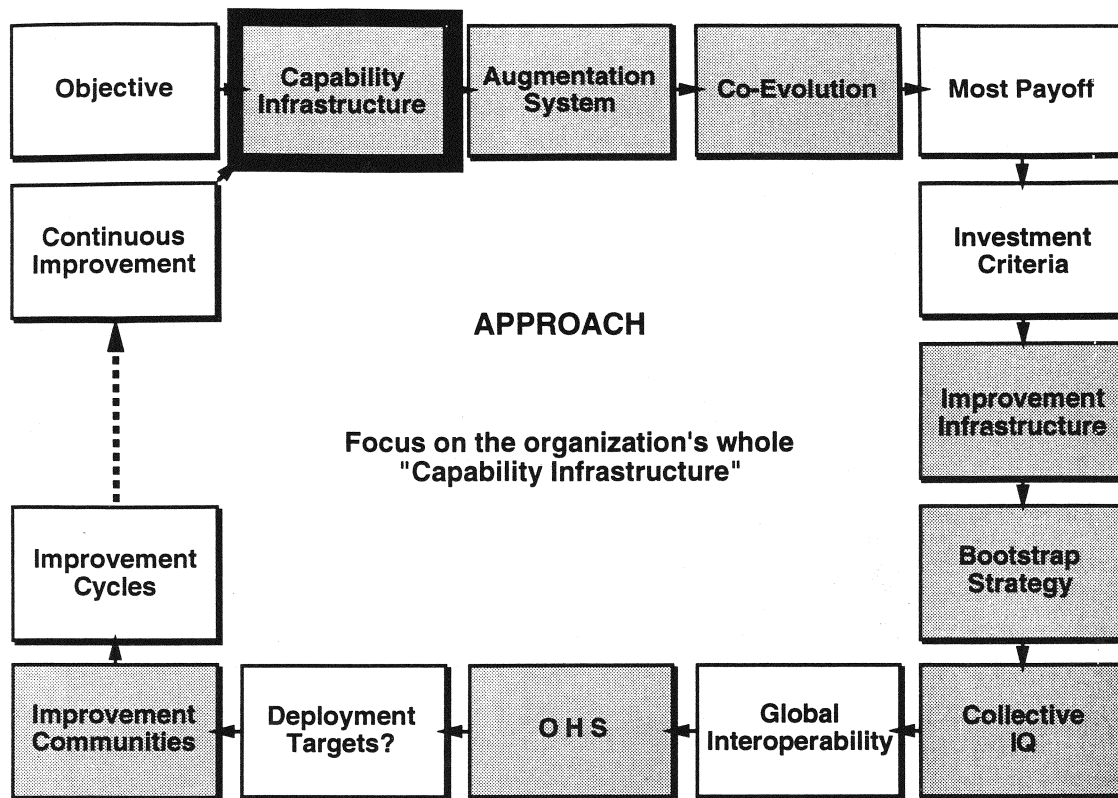 Objective
Capability
Infrastructure
Augmentation
System
Co-Evolution
Most Payoff
Continuous
Improvement
Investment
Criteria
APPROACH
Improvement
Infrastructure
Focus on the organization's whole
"Capability Infrastructure"
Improvement
Cycles
Bootstrap
Strategy
Improvement
Communities
Deployment
Targets?
O H S
Global
Interoperability
Collective
IQ